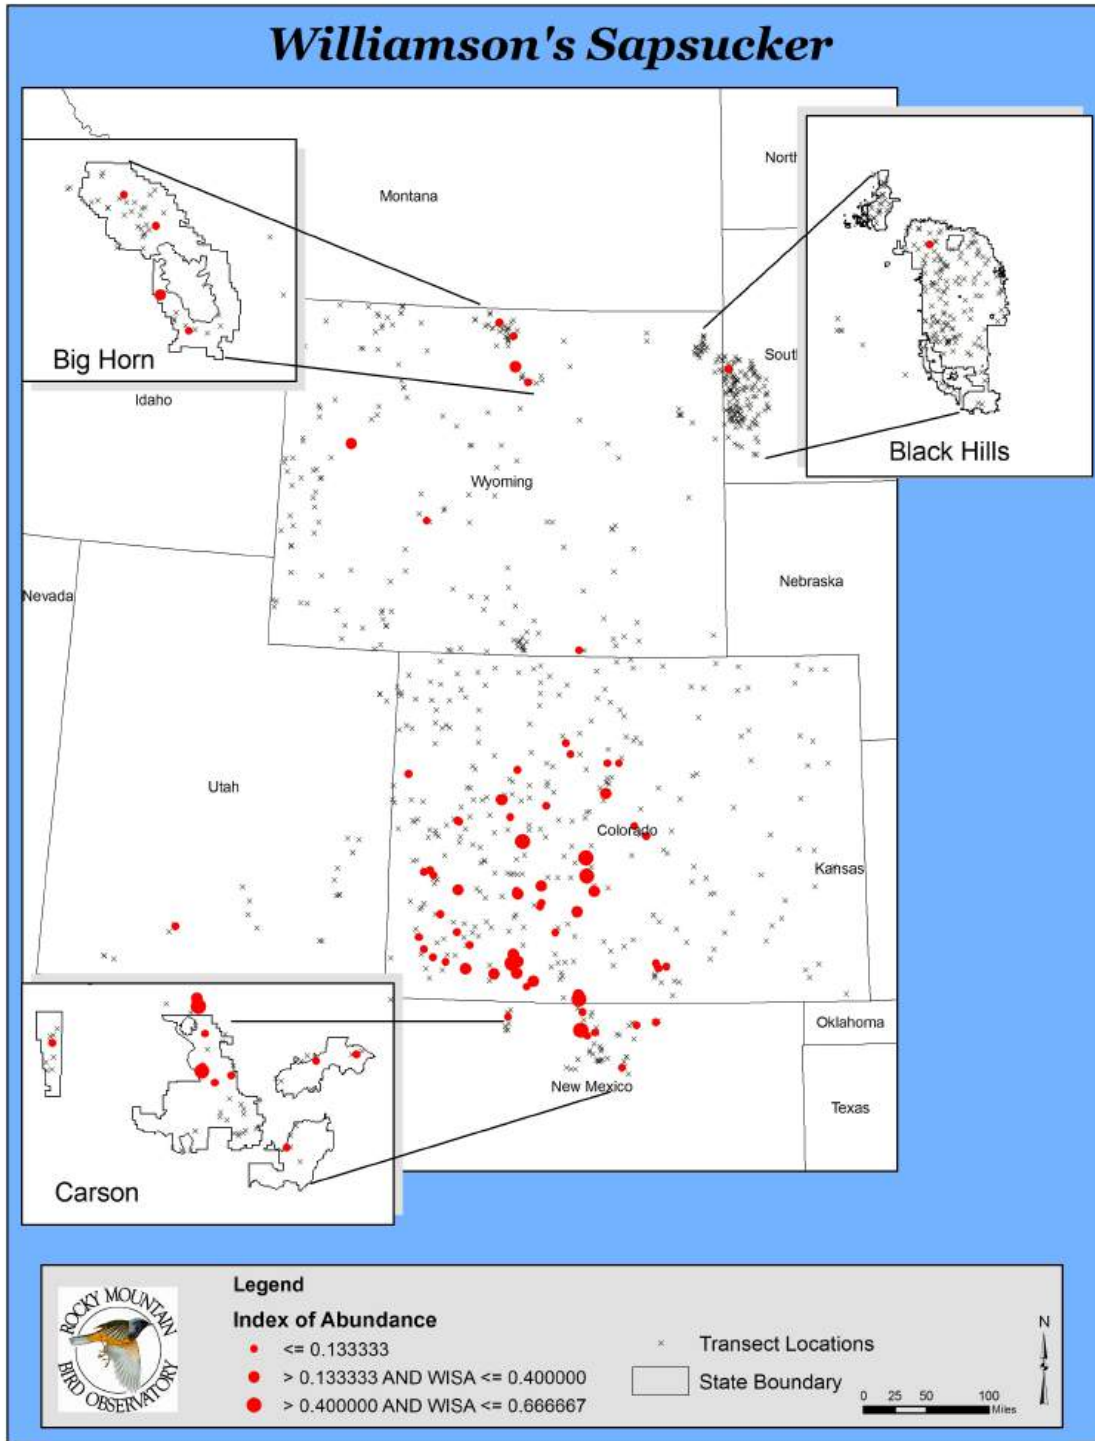 Williamson's Sapsucker
North
Montana
Big Horn
South
Idaho
Black Hills
Wyoming
Nebraska
Nevada
Utah
Colorado
Kansas
Oklahoma
New Mexico
Texas
Carson
Legend
Index of Abundance
<= 0.133333
> 0.133333 AND WISA <= 0.400000
> 0.400000 AND WISA <= 0.666667
Transect Locations
State Boundary
N
0 25 50 100
Miles
ROCKY MOUNTAIN
BIRD OBSERVATORY